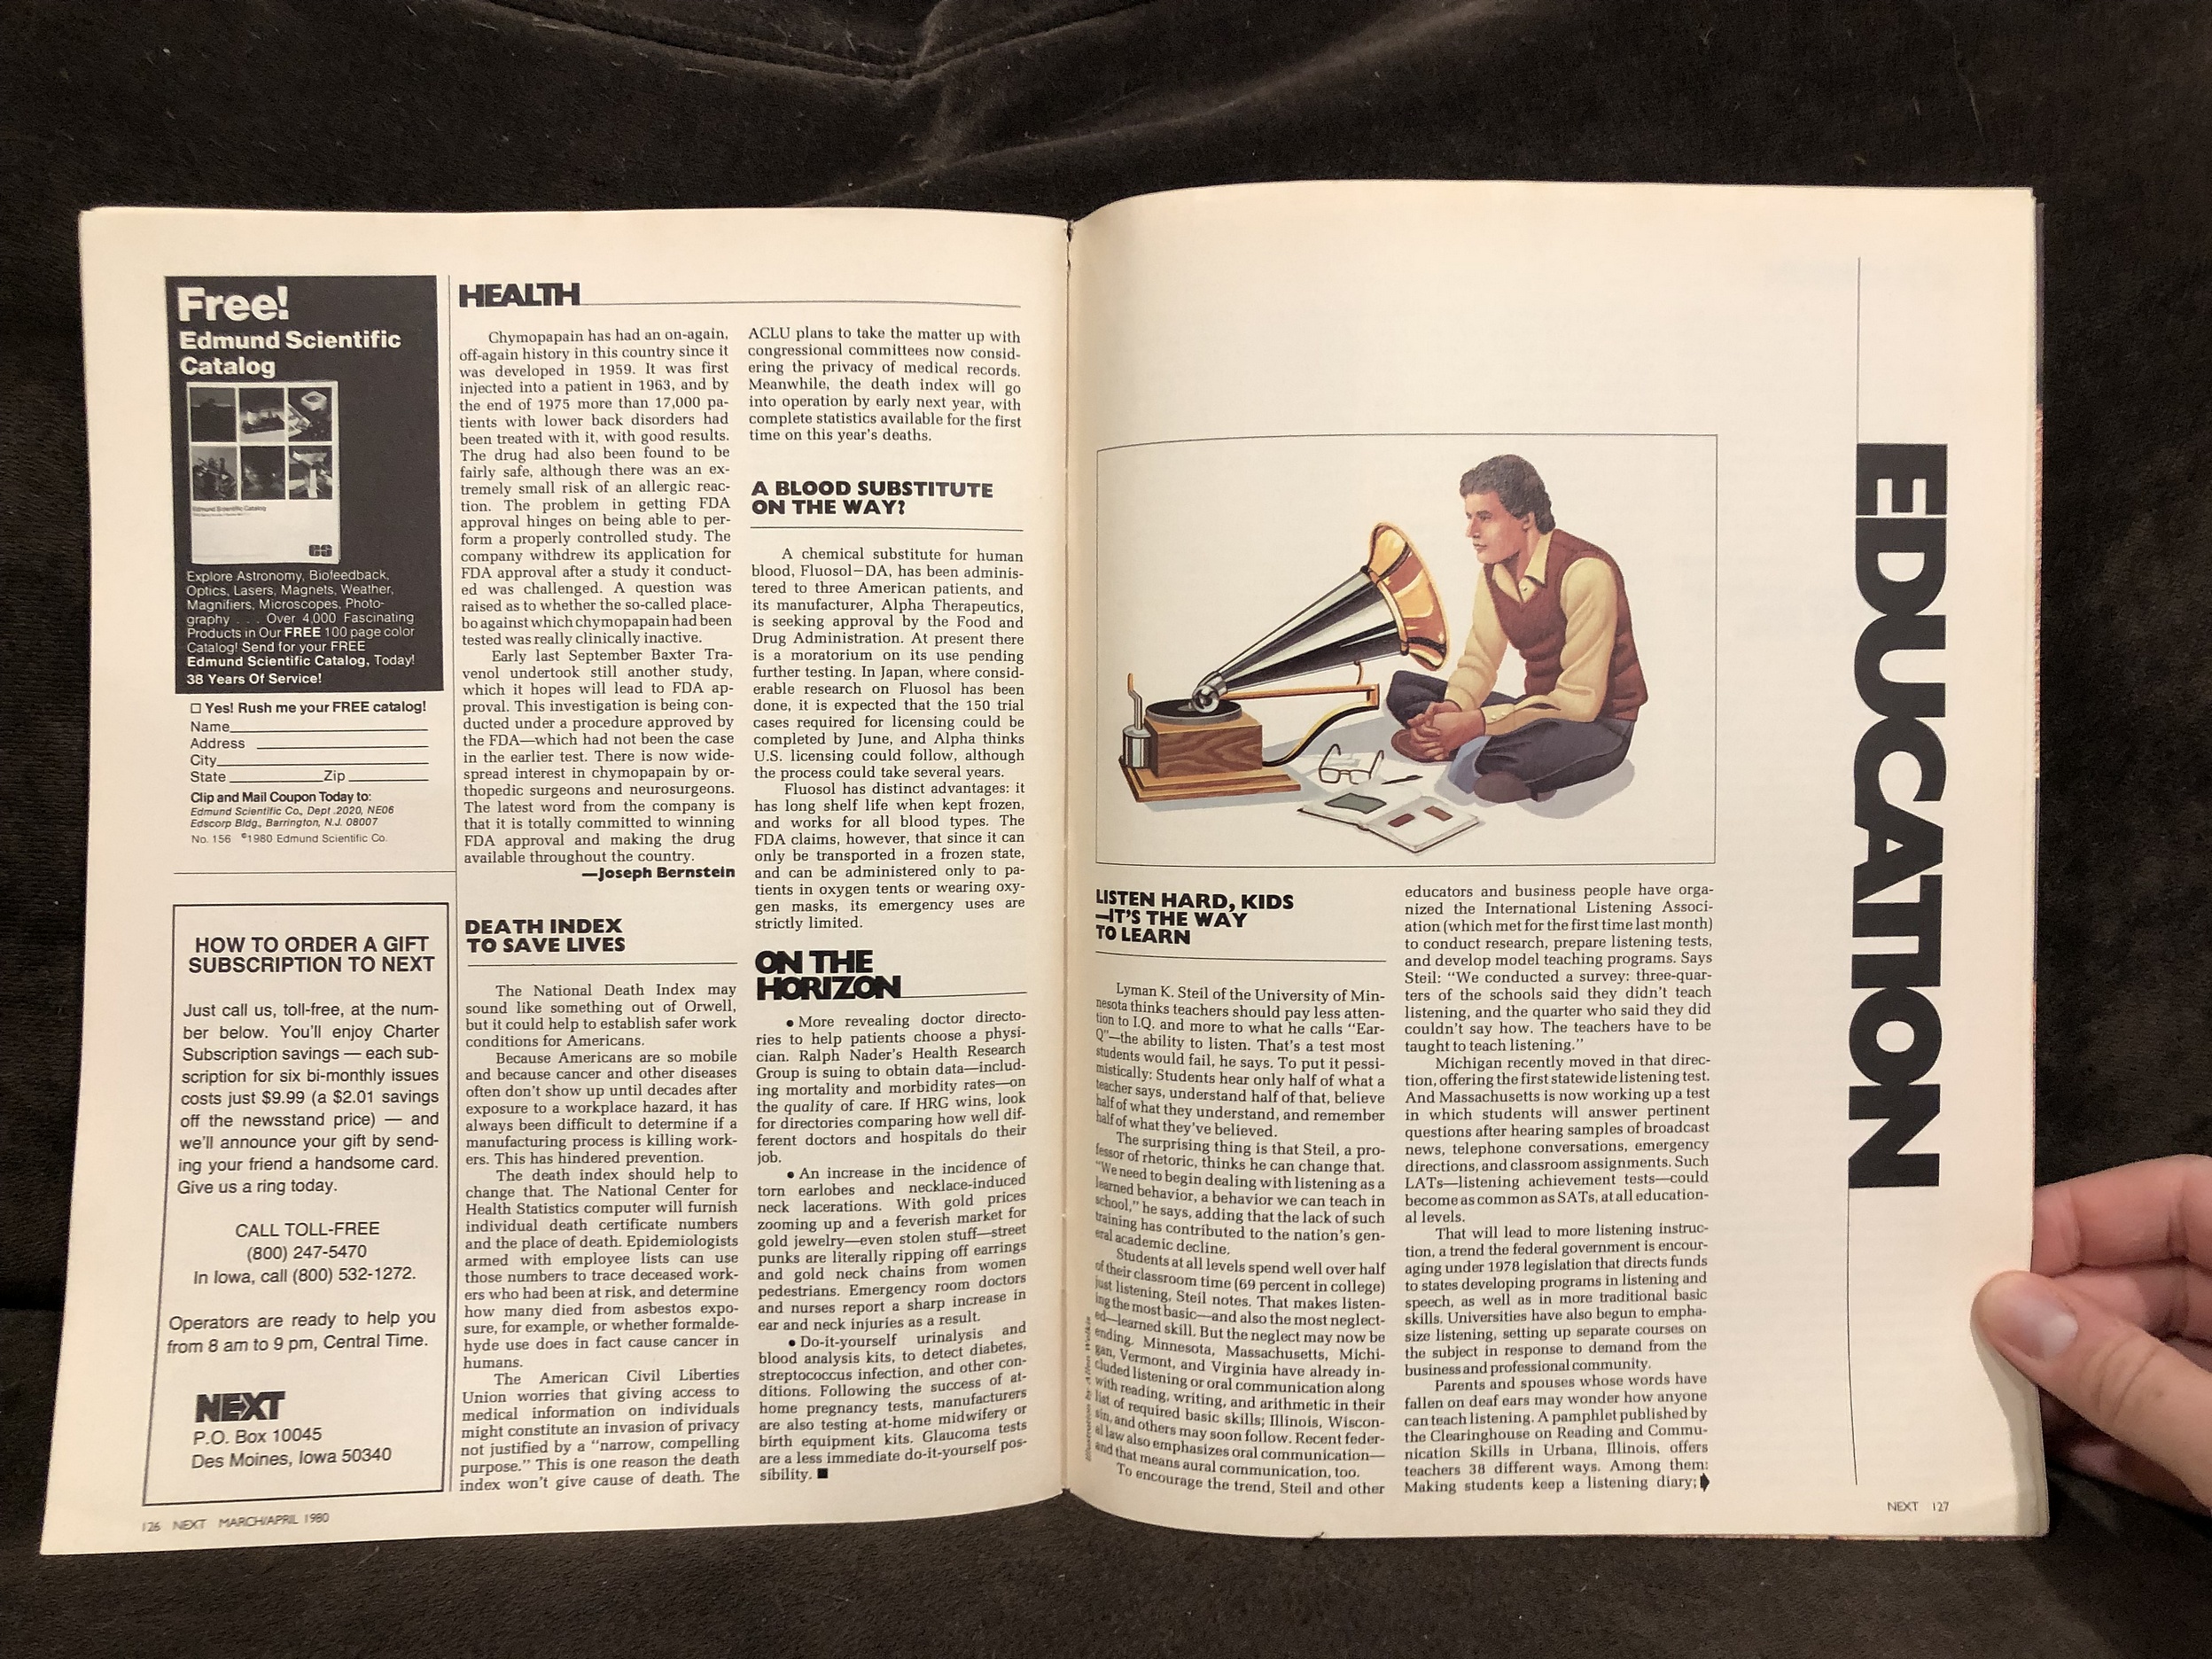 Free!
Edmund Scientific
Catalog
Edmund Scientific Catalog
ES
Explore Astronomy, Biofeedback,
Optics, Lasers, Magnets, Weather,
Magnifiers, Microscopes, Photo-
graphy . . . Over 4,000 Fascinating
Products in Our FREE 100 page color
Catalog! Send for your FREE
Edmund Scientific Catalog, Today!
38 Years Of Service!
☐ Yes! Rush me your FREE catalog!
Name
Address
City
State Zip
Clip and Mail Coupon Today to:
Edmund Scientific Co., Dept .2020, NE06
Edscorp Bldg., Barrington, N.J. 08007
No. 156 ©1980 Edmund Scientific Co.
HOW TO ORDER A GIFT
SUBSCRIPTION TO NEXT
Just call us, toll-free, at the num-
ber below. You'll enjoy Charter
Subscription savings — each sub-
scription for six bi-monthly issues
costs just $9.99 (a $2.01 savings
off the newsstand price) — and
we'll announce your gift by send-
ing your friend a handsome card.
Give us a ring today.
CALL TOLL-FREE
(800) 247-5470
In Iowa, call (800) 532-1272.
Operators are ready to help you
from 8 am to 9 pm, Central Time.
NEXT
P.O. Box 10045
Des Moines, Iowa 50340
126 NEXT MARCH/APRIL 1980
HEALTH
Chymopapain has had an on-again,
off-again history in this country since it
was developed in 1959. It was first
injected into a patient in 1963, and by
the end of 1975 more than 17,000 pa-
tients with lower back disorders had
been treated with it, with good results.
The drug had also been found to be
fairly safe, although there was an ex-
tremely small risk of an allergic reac-
tion. The problem in getting FDA
approval hinges on being able to per-
form a properly controlled study. The
company withdrew its application for
FDA approval after a study it conduct-
ed was challenged. A question was
raised as to whether the so-called place-
bo against which chymopapain had been
tested was really clinically inactive.
Early last September Baxter Tra-
venol undertook still another study,
which it hopes will lead to FDA ap-
proval. This investigation is being con-
ducted under a procedure approved by
the FDA—which had not been the case
in the earlier test. There is now wide-
spread interest in chymopapain by or-
thopedic surgeons and neurosurgeons.
The latest word from the company is
that it is totally committed to winning
FDA approval and making the drug
available throughout the country.
—Joseph Bernstein
DEATH INDEX
TO SAVE LIVES
The National Death Index may
sound like something out of Orwell,
but it could help to establish safer work
conditions for Americans.
Because Americans are so mobile
and because cancer and other diseases
often don't show up until decades after
exposure to a workplace hazard, it has
always been difficult to determine if a
manufacturing process is killing work-
ers. This has hindered prevention.
The death index should help to
change that. The National Center for
Health Statistics computer will furnish
individual death certificate numbers
and the place of death. Epidemiologists
armed with employee lists can use
those numbers to trace deceased work-
ers who had been at risk, and determine
how many died from asbestos expo-
sure, for example, or whether formalde-
hyde use does in fact cause cancer in
humans.
The American Civil Liberties
Union worries that giving access to
medical information on individuals
might constitute an invasion of privacy
not justified by a "narrow, compelling
purpose." This is one reason the death
index won't give cause of death. The
ACLU plans to take the matter up with
congressional committees now consid-
ering the privacy of medical records.
Meanwhile, the death index will go
into operation by early next year, with
complete statistics available for the first
time on this year's deaths.
A BLOOD SUBSTITUTE
ON THE WAY?
A chemical substitute for human
blood, Fluosol–DA, has been adminis-
tered to three American patients, and
its manufacturer, Alpha Therapeutics,
is seeking approval by the Food and
Drug Administration. At present there
is a moratorium on its use pending
further testing. In Japan, where consid-
erable research on Fluosol has been
done, it is expected that the 150 trial
cases required for licensing could be
completed by June, and Alpha thinks
U.S. licensing could follow, although
the process could take several years.
Fluosol has distinct advantages: it
has long shelf life when kept frozen,
and works for all blood types. The
FDA claims, however, that since it can
only be transported in a frozen state,
and can be administered only to pa-
tients in oxygen tents or wearing oxy-
gen masks, its emergency uses are
strictly limited.
ON THE
HORIZON
• More revealing doctor directo-
ries to help patients choose a physi-
cian. Ralph Nader's Health Research
Group is suing to obtain data—includ-
ing mortality and morbidity rates—on
the quality of care. If HRG wins, look
for directories comparing how well dif-
ferent doctors and hospitals do their
job.
• An increase in the incidence of
torn earlobes and necklace-induced
neck lacerations. With gold prices
zooming up and a feverish market for
gold jewelry—even stolen stuff—street
punks are literally ripping off earrings
and gold neck chains from women
pedestrians. Emergency room doctors
and nurses report a sharp increase in
ear and neck injuries as a result.
• Do-it-yourself urinalysis and
blood analysis kits, to detect diabetes,
streptococcus infection, and other con-
ditions. Following the success of at-
home pregnancy tests, manufacturers
are also testing at-home midwifery or
birth equipment kits. Glaucoma tests
are a less immediate do-it-yourself pos-
sibility. ■
EDUCATION
LISTEN HARD, KIDS
—IT'S THE WAY
TO LEARN
Lyman K. Steil of the University of Min-
nesota thinks teachers should pay less atten-
tion to I.Q. and more to what he calls "Ear-
Q"—the ability to listen. That's a test most
students would fail, he says. To put it pessi-
mistically: Students hear only half of what a
teacher says, understand half of that, believe
half of what they understand, and remember
half of what they've believed.
The surprising thing is that Steil, a pro-
fessor of rhetoric, thinks he can change that.
"We need to begin dealing with listening as a
learned behavior, a behavior we can teach in
school," he says, adding that the lack of such
training has contributed to the nation's gen-
eral academic decline.
Students at all levels spend well over half
of their classroom time (69 percent in college)
just listening, Steil notes. That makes listen-
ing the most basic—and also the most neglect-
ed—learned skill. But the neglect may now be
ending. Minnesota, Massachusetts, Michi-
gan, Vermont, and Virginia have already in-
cluded listening or oral communication along
with reading, writing, and arithmetic in their
list of required basic skills; Illinois, Wiscon-
sin, and others may soon follow. Recent feder-
al law also emphasizes oral communication—
and that means aural communication, too.
To encourage the trend, Steil and other
educators and business people have orga-
nized the International Listening Associ-
ation (which met for the first time last month)
to conduct research, prepare listening tests,
and develop model teaching programs. Says
Steil: "We conducted a survey: three-quar-
ters of the schools said they didn't teach
listening, and the quarter who said they did
couldn't say how. The teachers have to be
taught to teach listening."
Michigan recently moved in that direc-
tion, offering the first statewide listening test.
And Massachusetts is now working up a test
in which students will answer pertinent
questions after hearing samples of broadcast
news, telephone conversations, emergency
directions, and classroom assignments. Such
LATs—listening achievement tests—could
become as common as SATs, at all education-
al levels.
That will lead to more listening instruc-
tion, a trend the federal government is encour-
aging under 1978 legislation that directs funds
to states developing programs in listening and
speech, as well as in more traditional basic
skills. Universities have also begun to empha-
size listening, setting up separate courses on
the subject in response to demand from the
business and professional community.
Parents and spouses whose words have
fallen on deaf ears may wonder how anyone
can teach listening. A pamphlet published by
the Clearinghouse on Reading and Commu-
nication Skills in Urbana, Illinois, offers
teachers 38 different ways. Among them:
Making students keep a listening diary;
NEXT 127